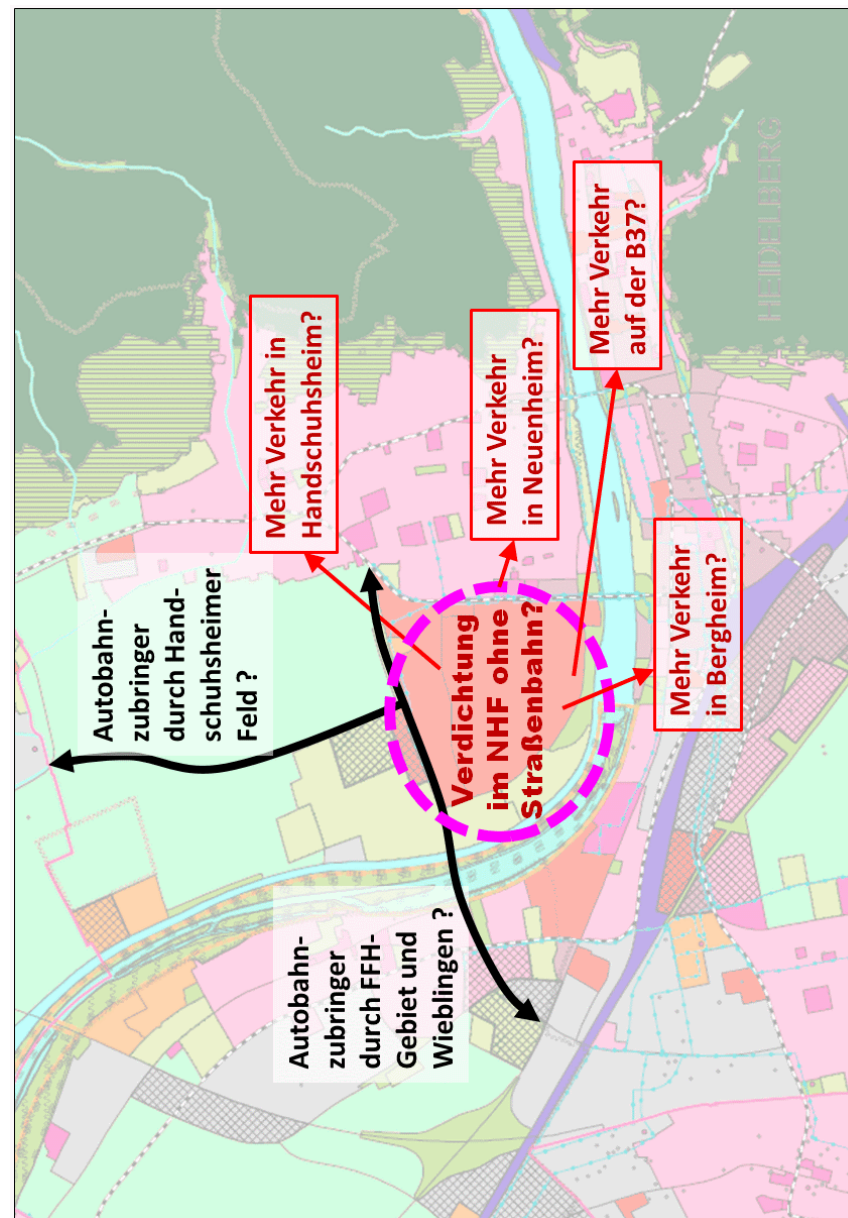 Autobahn-
zubringer
durch Hand-
schuhsheimer
Feld ?
Mehr Verkehr in
Handschuhsheim?
Autobahn-
zubringer
durch FFH-
Gebiet und
Wieblingen ?
Verdichtung
im NHF ohne
Straßenbahn?
Mehr Verkehr
in Neuenheim?
Mehr Verkehr
in Bergheim?
Mehr Verkehr
auf der B37?
HEIDELBERG